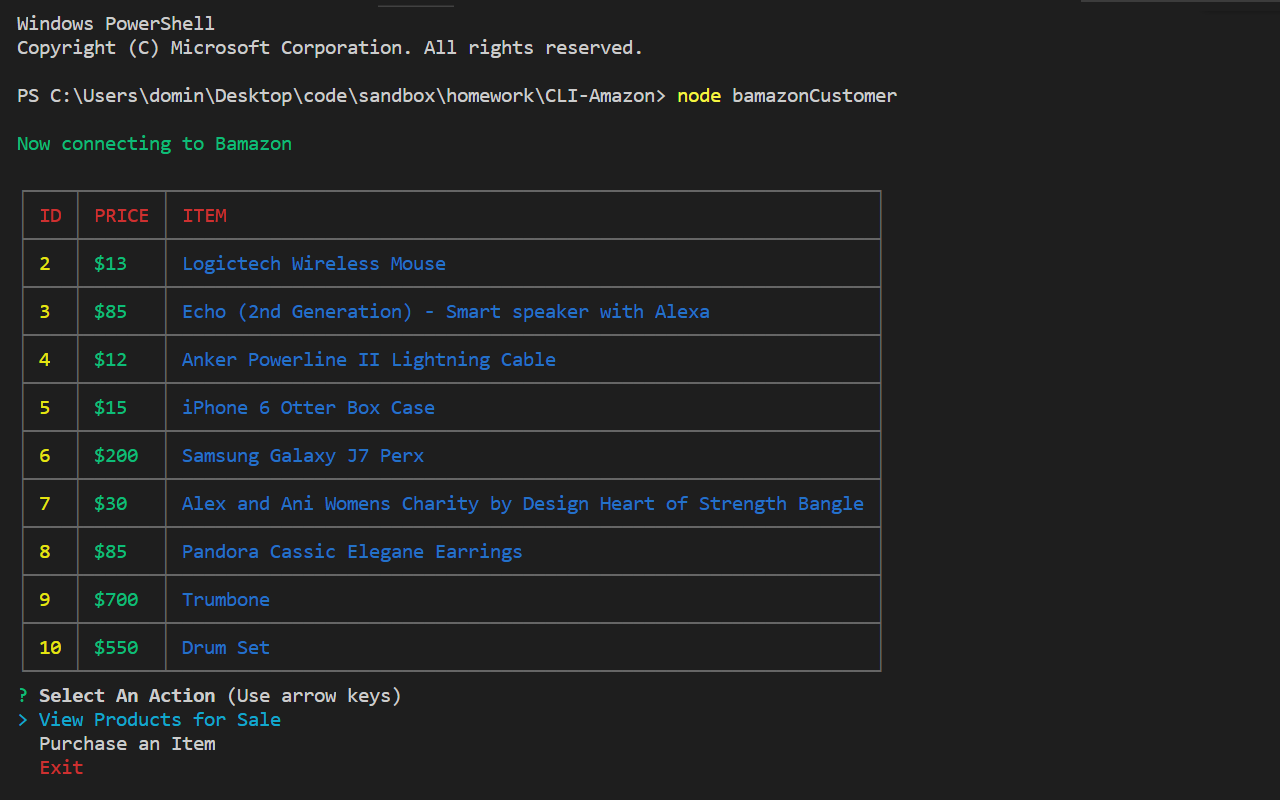 Windows PowerShell
Copyright (C) Microsoft Corporation. All rights reserved.
PS C:\Users\domin\Desktop\code\sandbox\homework\CLI-Amazon> node bamazonCustomer
Now connecting to Bamazon
ID PRICE ITEM
2 $13 Logictech Wireless Mouse
3 $85 Echo (2nd Generation) - Smart speaker with Alexa
4 $12 Anker Powerline II Lightning Cable
5 $15 iPhone 6 Otter Box Case
6 $200 Samsung Galaxy J7 Perx
7 $30 Alex and Ani Womens Charity by Design Heart of Strength Bangle
8 $85 Pandora Cassic Elegane Earrings
9 $700 Trumbone
10 $550 Drum Set
? Select An Action (Use arrow keys)
> View Products for Sale
Purchase an Item
Exit